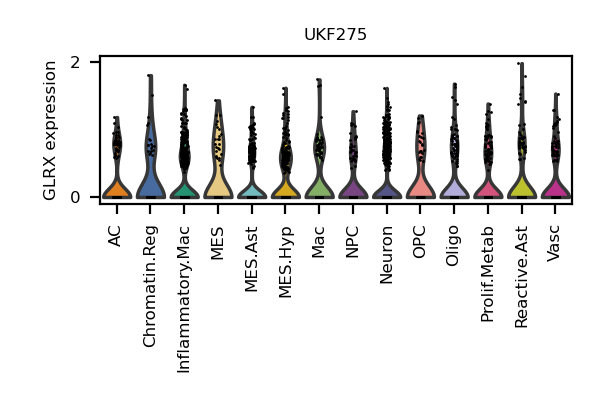 UKF275
GLRX expression
2
0
AC
Chromatin.Reg
Inflammatory.Mac
MES
MES.Ast
MES.Hyp
Mac
NPC
Neuron
OPC
Oligo
Prolif.Metab
Reactive.Ast
Vasc